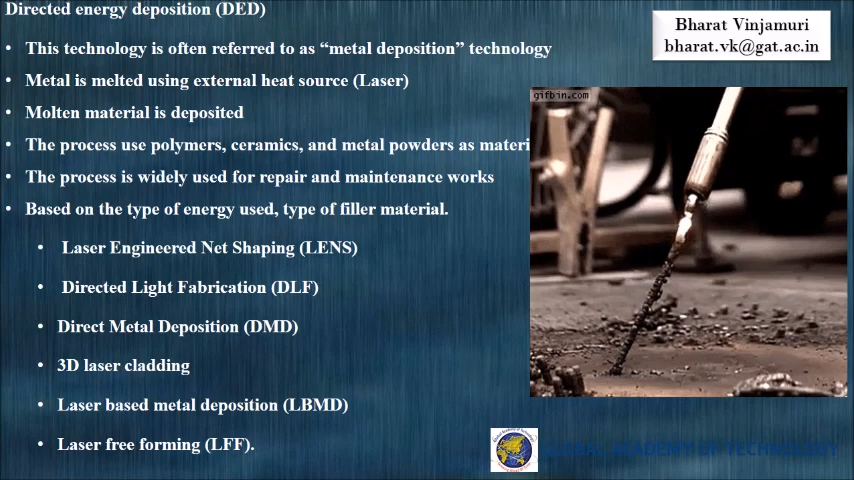 Directed energy deposition (DED)
Bharat Vinjamuri
bharat.vk@gat.ac.in
• This technology is often referred to as “metal deposition” technology
• Metal is melted using external heat source (Laser)
gifbin.com
• Molten material is deposited
• The process use polymers, ceramics, and metal powders as materi
• The process is widely used for repair and maintenance works
• Based on the type of energy used, type of filler material.
• Laser Engineered Net Shaping (LENS)
• Directed Light Fabrication (DLF)
• Direct Metal Deposition (DMD)
• 3D laser cladding
• Laser based metal deposition (LBMD)
• Laser free forming (LFF).
GLOBAL ACADEMY OF TECHNOLOGY